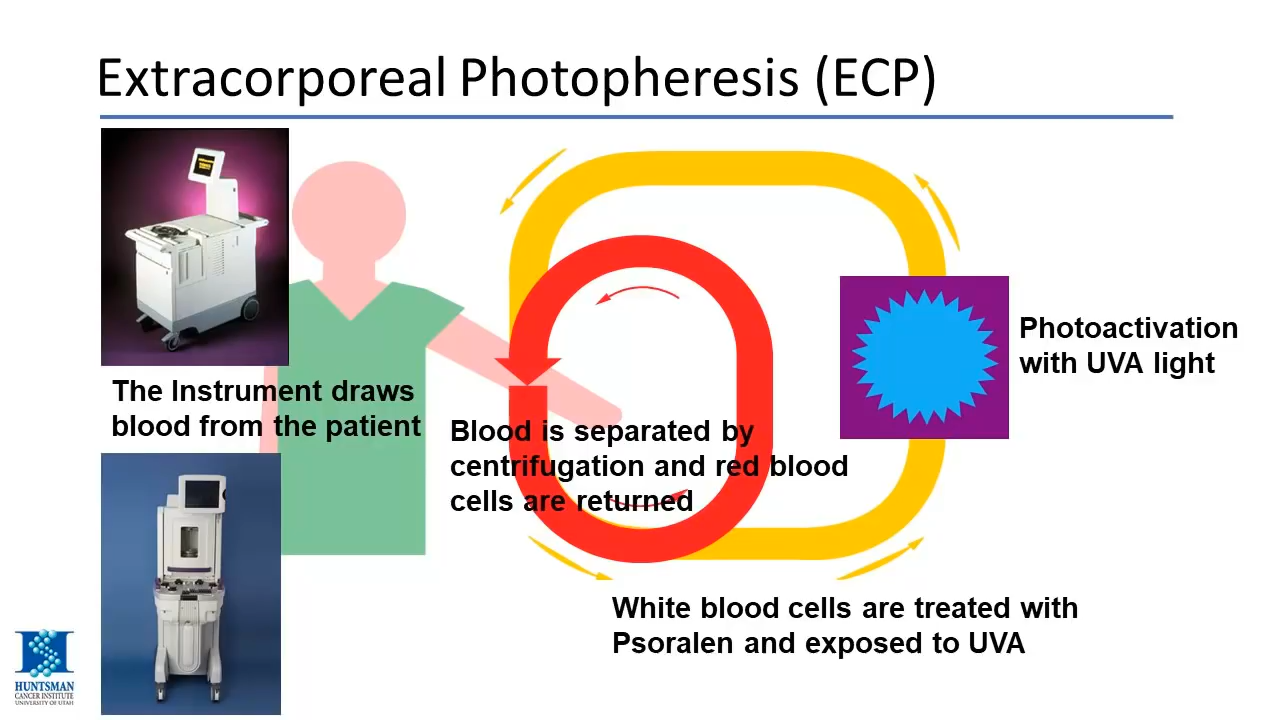 Extracorporeal Photopheresis (ECP)
The Instrument draws
blood from the patient
Blood is separated by
centrifugation and red blood
cells are returned
Photoactivation
with UVA light
White blood cells are treated with
Psoralen and exposed to UVA
HUNTSMAN
CANCER INSTITUTE
UNIVERSITY OF UTAH